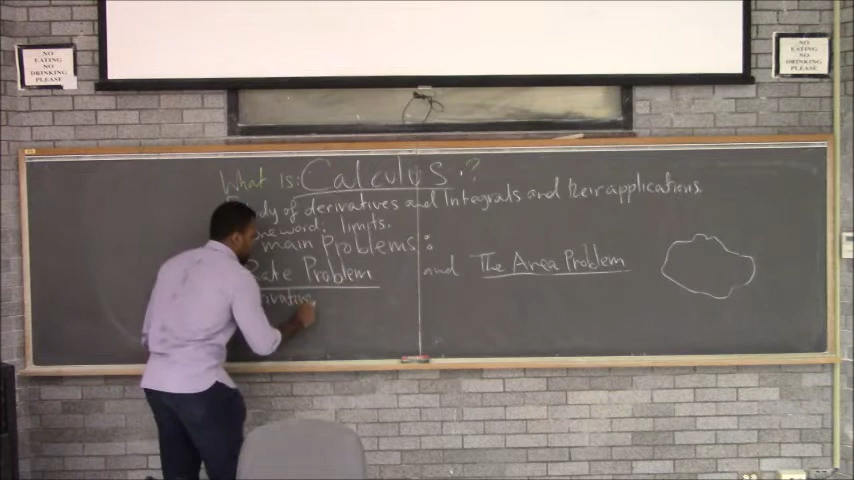 NO
EATING
NO
DRINKING
PLEASE
NO
EATING
NO
DRINKING
PLEASE
What is: Calculus.?
of derivatives and Integrals and their applications.
one word: limits.
main Problems:
Rate Problem and The Area Problem